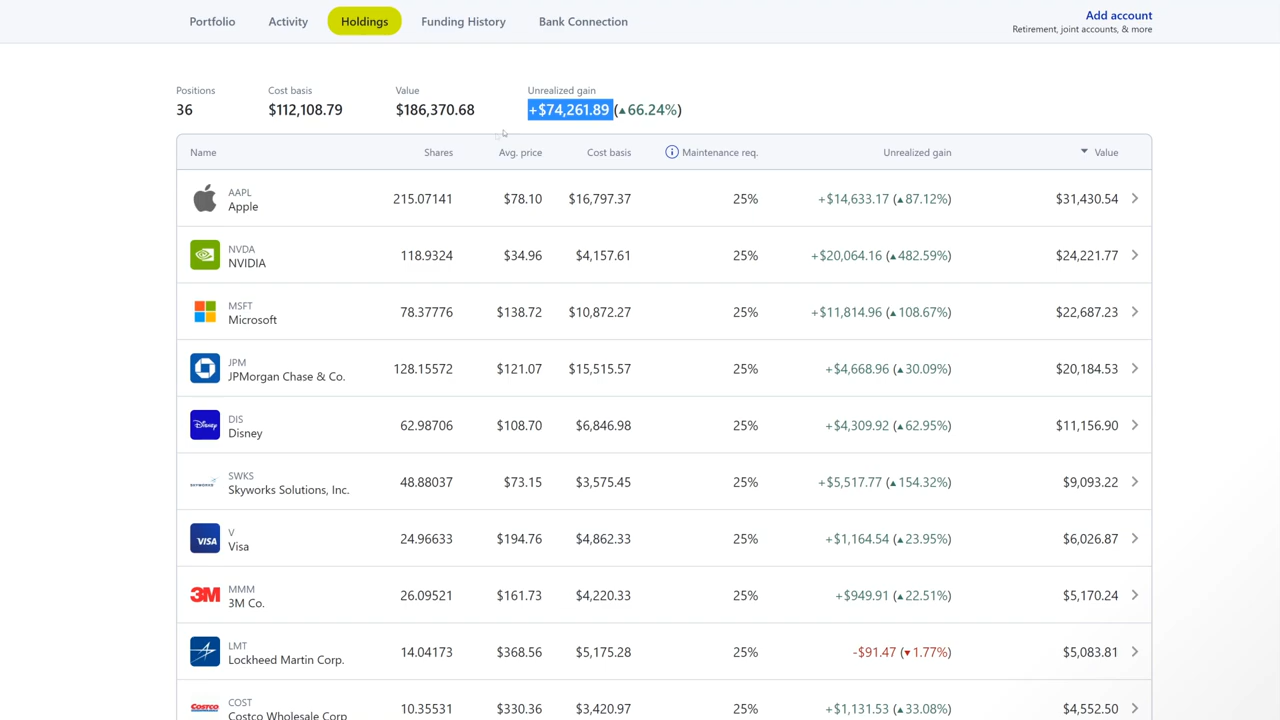 Portfolio Activity Holdings Funding History Bank Connection Add account
Retirement, joint accounts, & more
Positions Cost basis Value Unrealized gain
36 $112,108.79 $186,370.68 +$74,261.89 (▲66.24%)
Name Shares Avg. price Cost basis Maintenance req. Unrealized gain Value
AAPL
Apple 215.07141 $78.10 $16,797.37 25% +$14,633.17 (▲87.12%) $31,430.54
NVDA
NVIDIA 118.9324 $34.96 $4,157.61 25% +$20,064.16 (▲482.59%) $24,221.77
MSFT
Microsoft 78.37776 $138.72 $10,872.27 25% +$11,814.96 (▲108.67%) $22,687.23
JPM
JPMorgan Chase & Co. 128.15572 $121.07 $15,515.57 25% +$4,668.96 (▲30.09%) $20,184.53
Disney
DIS
Disney 62.98706 $108.70 $6,846.98 25% +$4,309.92 (▲62.95%) $11,156.90
SKYWORKS
SWKS
Skyworks Solutions, Inc. 48.88037 $73.15 $3,575.45 25% +$5,517.77 (▲154.32%) $9,093.22
VISA
V
Visa 24.96633 $194.76 $4,862.33 25% +$1,164.54 (▲23.95%) $6,026.87
3M
MMM
3M Co. 26.09521 $161.73 $4,220.33 25% +$949.91 (▲22.51%) $5,170.24
LMT
Lockheed Martin Corp. 14.04173 $368.56 $5,175.28 25% -$91.47 (▼1.77%) $5,083.81
Costco
COST
Costco Wholesale Corp 10.35531 $330.36 $3,420.97 25% +$1,131.53 (▲33.08%) $4,552.50